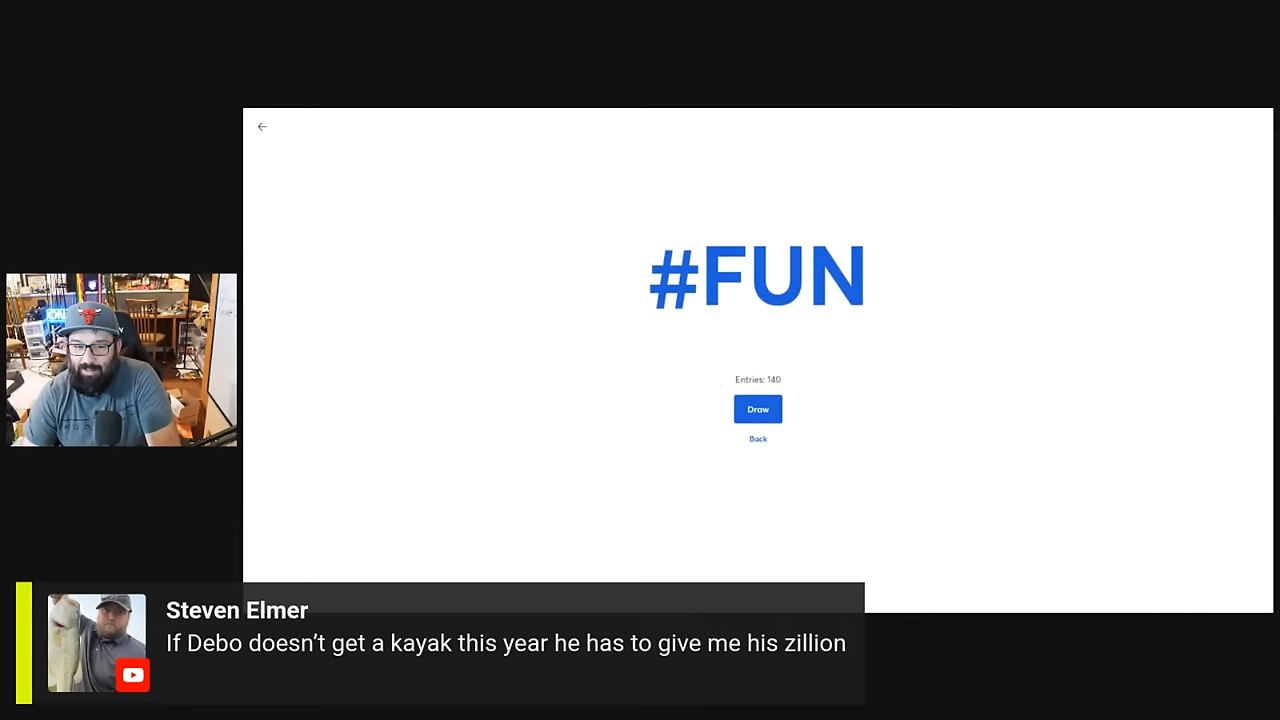 #FUN
Entries: 140
Draw
Back
ON
Steven Elmer
If Debo doesn’t get a kayak this year he has to give me his zillion